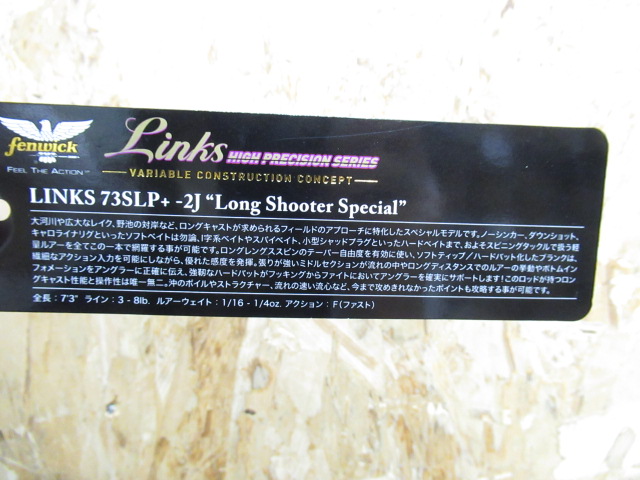 fenwick
FEEL THE ACTION™
Links HIGH PRECISION SERIES
VARIABLE CONSTRUCTION CONCEPT
LINKS 73SLP+ -2J “Long Shooter Special”
大河川や広大なレイク、野池の対岸など、ロングキャストが求められるフィールドのアプローチに特化したスペシャルモデルです。ノーシンカー、ダウンショット、
キャロライナリグといったソフトベイトは勿論、I字系ベイトやスパイベイト、小型シャッドプラグといったハードベイトまで、およそスピニングタックルで扱う軽
量ルアーを全てこの一本で網羅する事が可能です。ロングレングススピンのテーパー自由度を有効に使い、ソフトティップ/ハードバット化したブランクは、
繊細なアクション入力を可能にしながら、優れた感度を発揮。張りが強いミドルセクションが流れの中やロングディスタンスでのルアーの挙動やボトムイン
フォメーションをアングラーに正確に伝え、強靭なハードバットがフッキングからファイトにおいてアングラーを確実にサポートします!このロッドが持つロン
グキャスト性能と操作性は唯一無二。沖のボイルやストラクチャー、流れの速い流心など、今まで攻めきれなかったポイントも攻略する事が可能です。
全長:7'3" ライン:3 - 8lb. ルアーウェイト:1/16 - 1/4oz. アクション:F(ファスト)